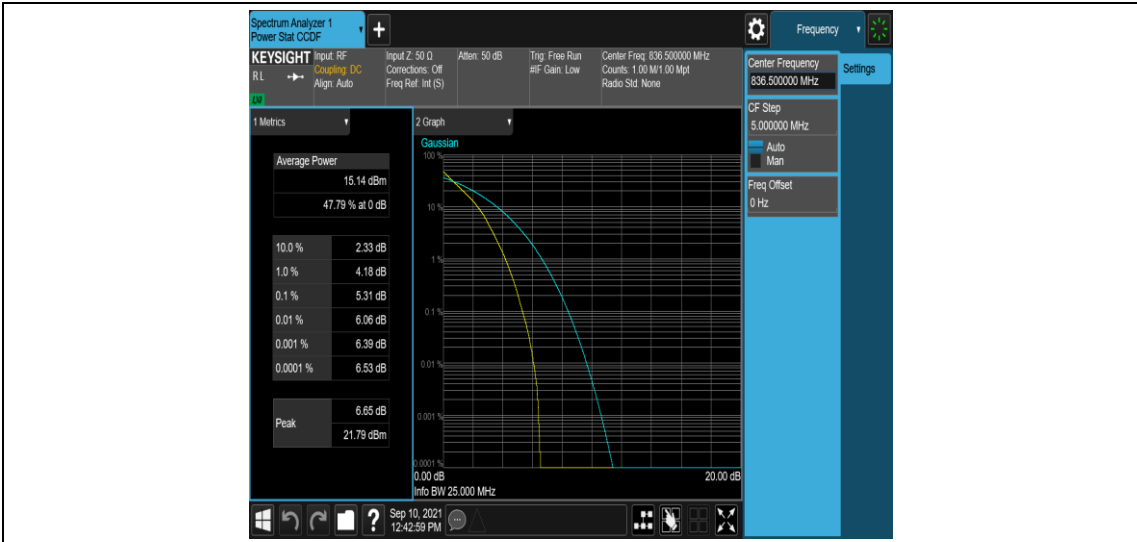 Spectrum Analyzer 1
Power Stat CCDF
+
Frequency
KEYSIGHT
Input: RF
Coupling: DC
Align: Auto
Input Z: 50 Ω
Corrections: Off
Freq Ref: Int (S)
Atten: 50 dB
Trig: Free Run
#IF Gain: Low
Center Freq: 836.500000 MHz
Counts: 1.00 M/1.00 Mpt
Radio Std: None
R L
LXI
Center Frequency
836.500000 MHz
Settings
CF Step
5.000000 MHz
Auto
Man
Freq Offset
0 Hz
1 Metrics
Average Power
15.14 dBm
47.79 % at 0 dB
10.0 % 2.33 dB
1.0 % 4.18 dB
0.1 % 5.31 dB
0.01 % 6.06 dB
0.001 % 6.39 dB
0.0001 % 6.53 dB
Peak
6.65 dB
21.79 dBm
2 Graph
Gaussian
100 %
10 %
1 %
0.1 %
0.01 %
0.001 %
0.0001 %
0.00 dB
20.00 dB
Info BW 25.000 MHz
?
Sep 10, 2021
12:42:59 PM